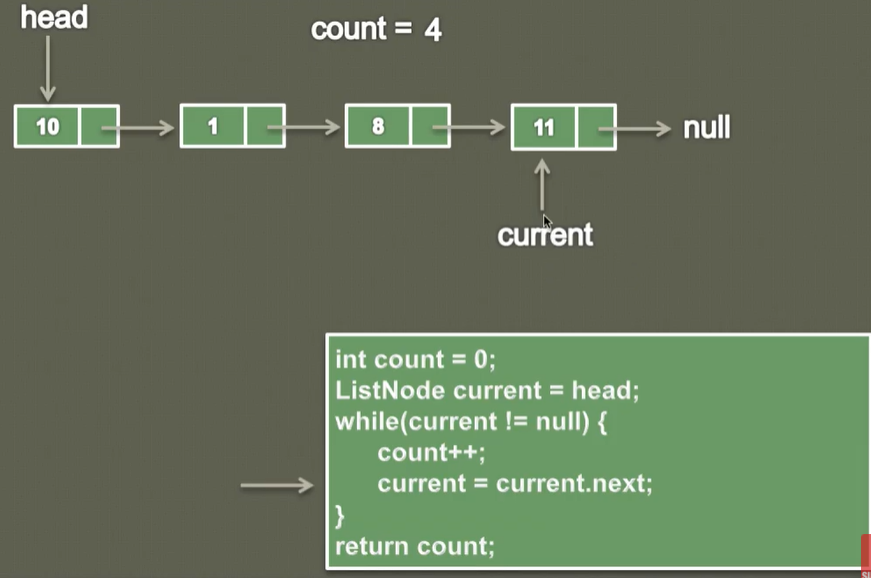 head
count = 4
10 1 8 11 null
current
int count = 0;
ListNode current = head;
while(current != null) {
count++;
current = current.next;
}
return count;